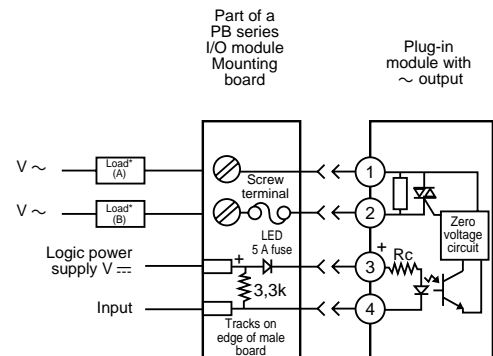 Part of a
PB series
I/O module
Mounting
board
Plug-in
module with
∼ output
V ∼
Load*
(A)
1
V ∼
Load*
(B)
Screw
terminal
2
LED
5 A fuse
Zero
voltage
circuit
Logic power
supply V ⎓
+
3
+
Rc
3,3k
Input
4
Tracks on
edge of male
board